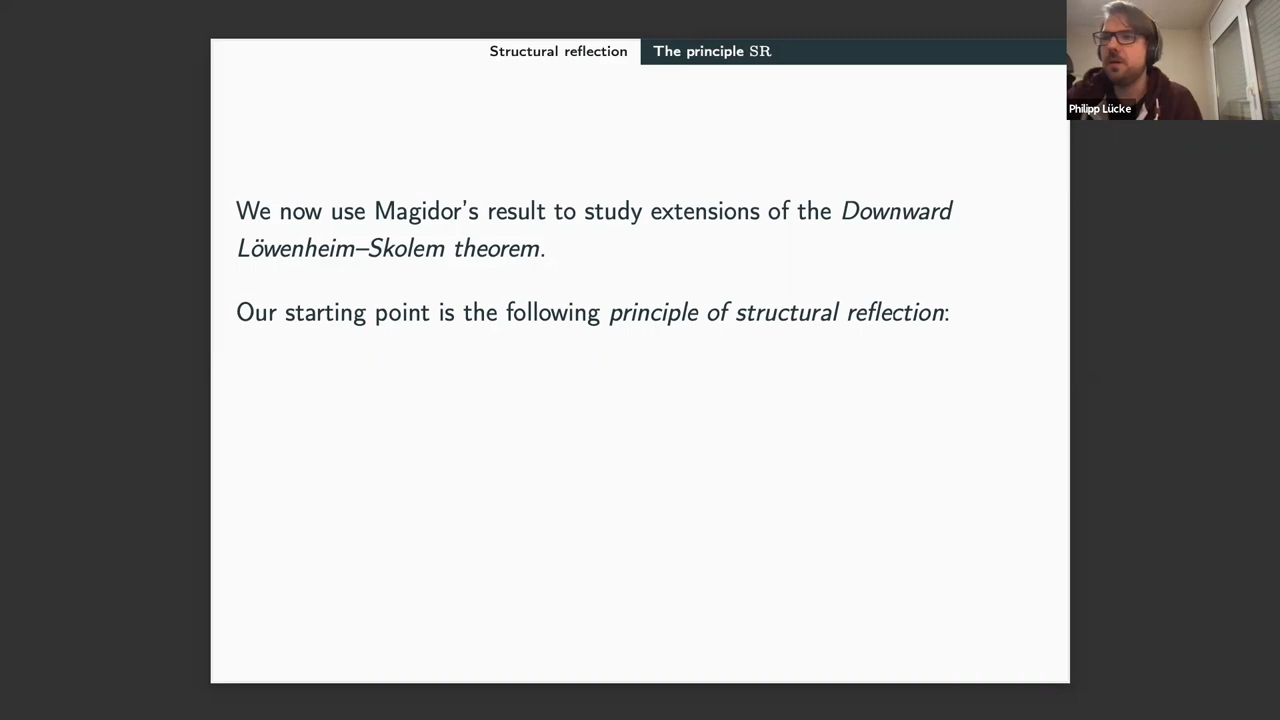 Structural reflection The principle SR
Philipp Lücke
We now use Magidor's result to study extensions of the Downward
Löwenheim–Skolem theorem.
Our starting point is the following principle of structural reflection: